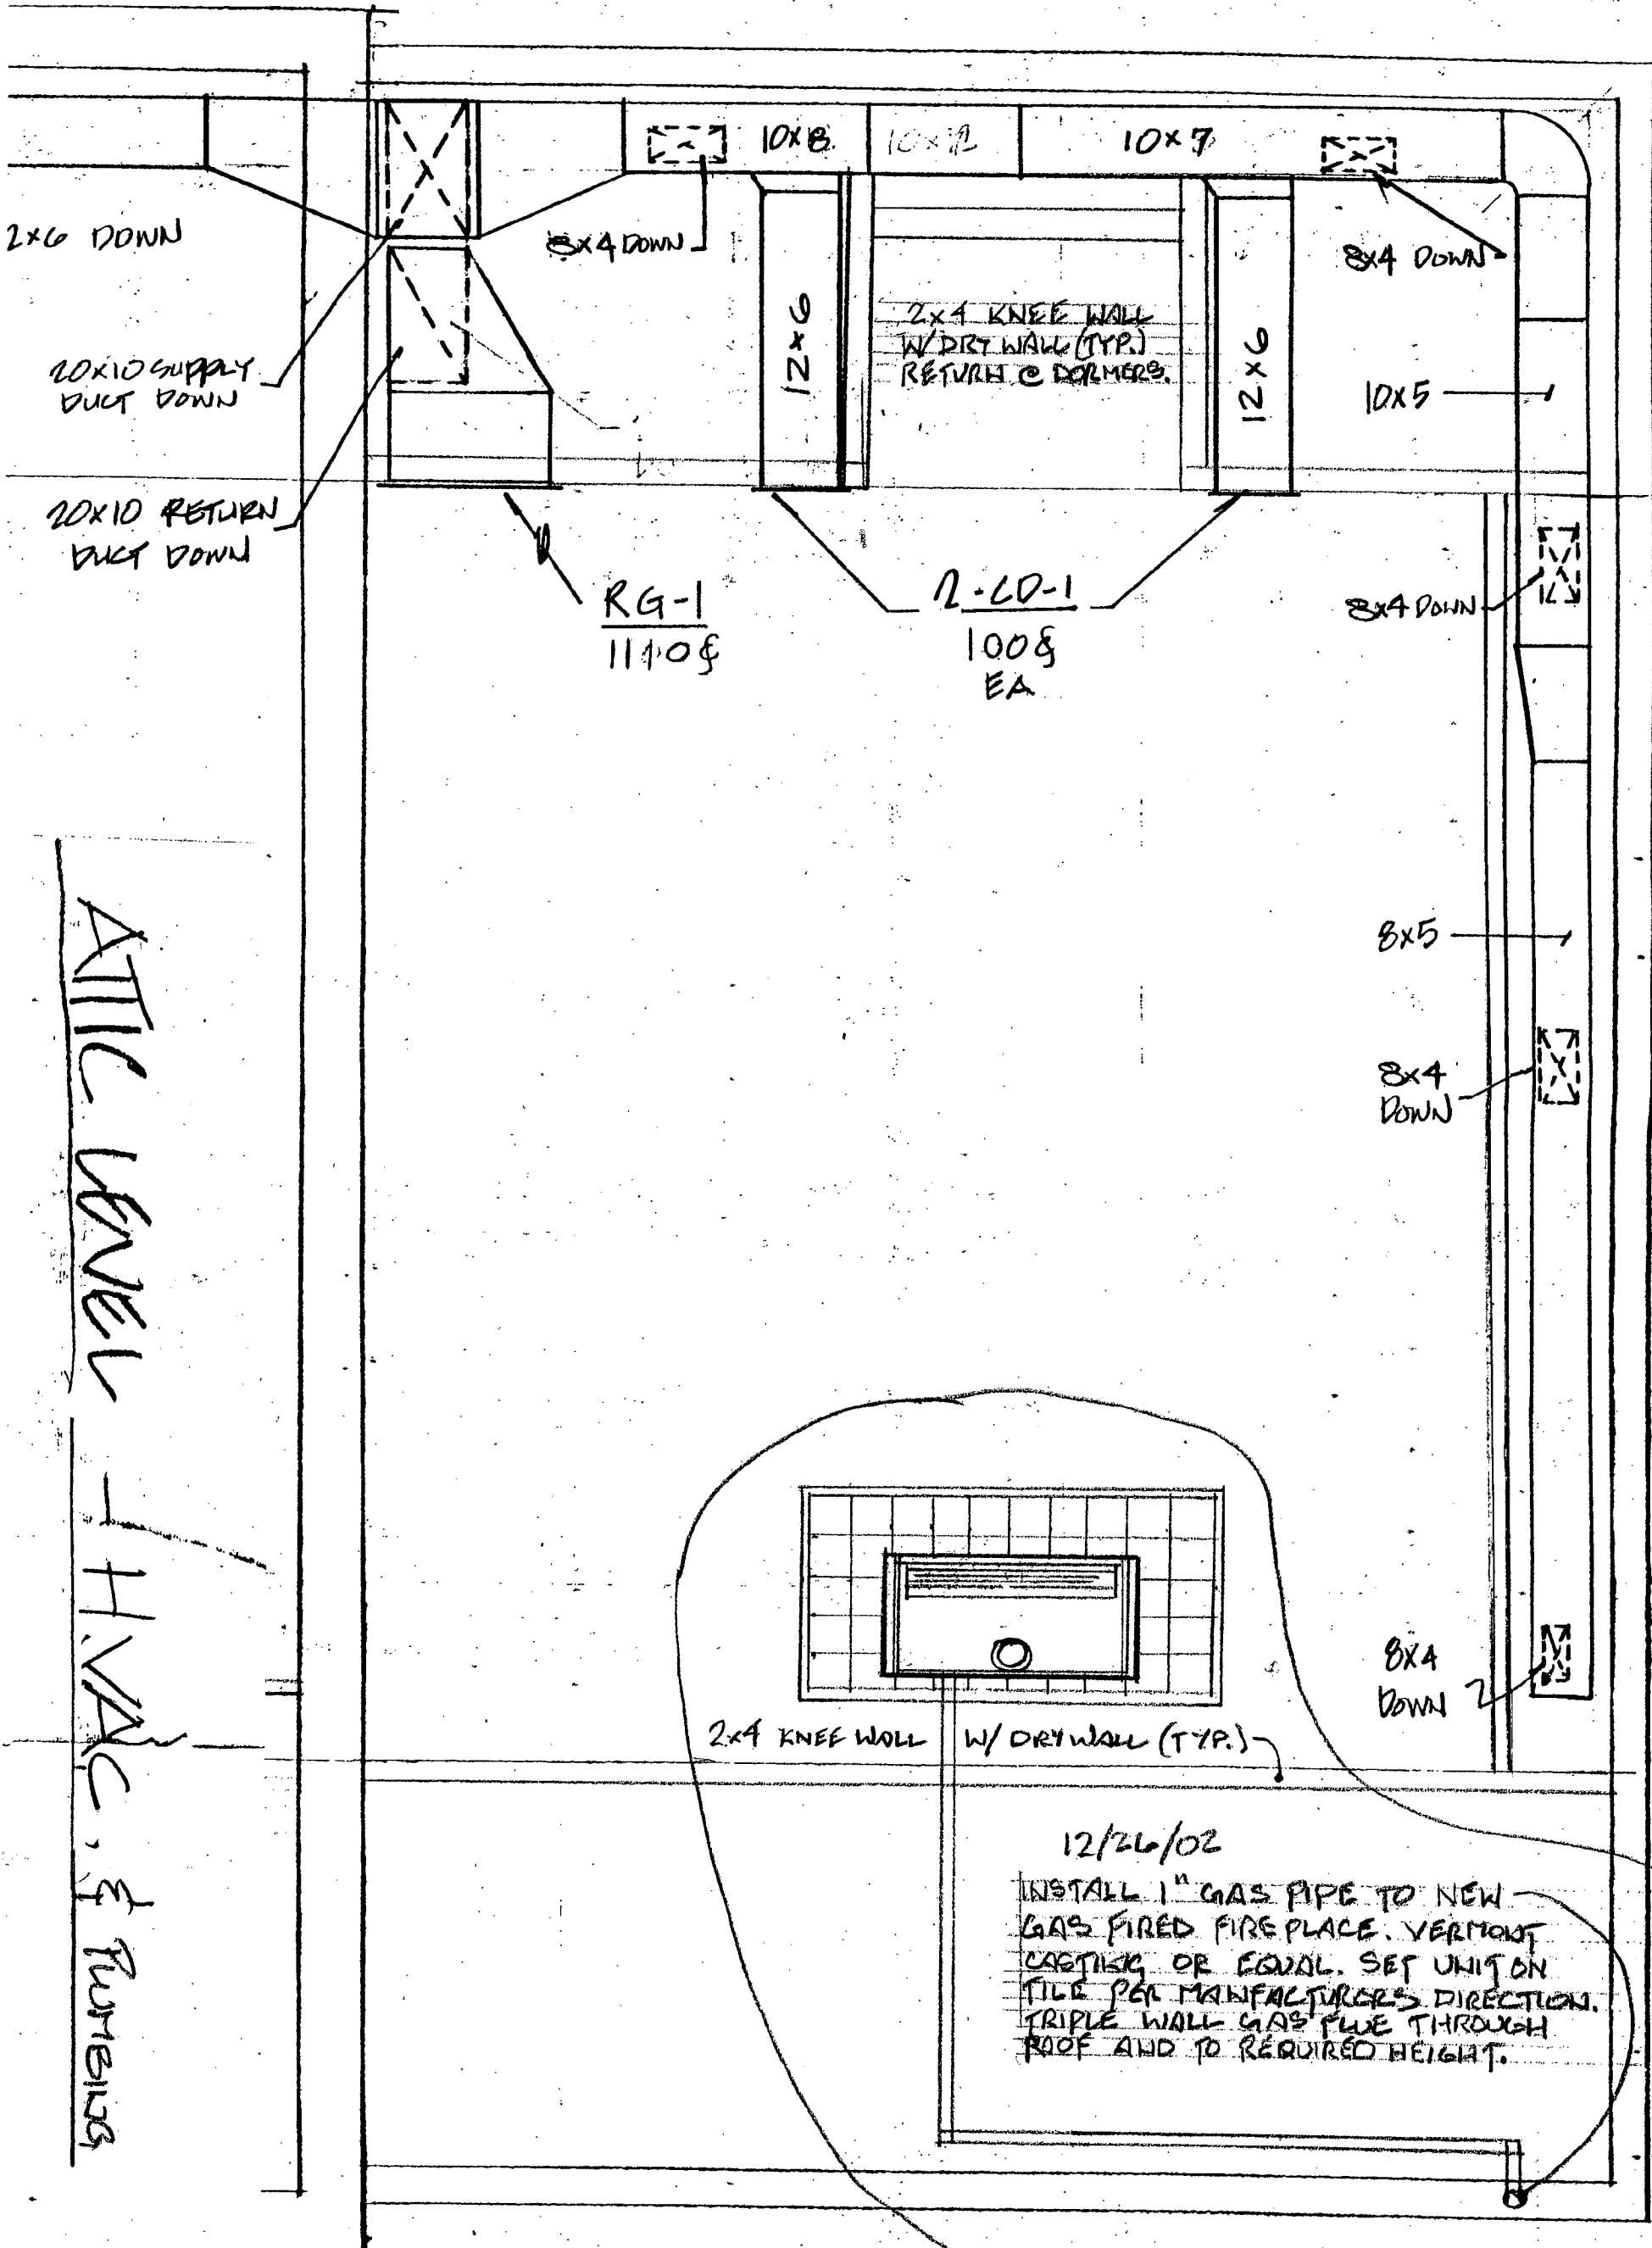 10x8
10x12
10x7
2x6 DOWN
8x4 DOWN
8x4 DOWN
20x10 SUPPLY
DUCT DOWN
12x6
2x4 KNEE WALL
W/DRY WALL (TYP.)
RETURN @ DORMERS.
12x6
10x5
20x10 RETURN
DUCT DOWN
RG-1
2-CD-1
100
EA
8x4 DOWN
8x5
8x4
DOWN
ATTIC LEVEL - H.VAC. & PLUMBING
8x4
DOWN
2x4 KNEE WALL W/ DRYWALL (TYP.)
12/26/02
INSTALL 1" GAS PIPE TO NEW
GAS FIRED FIREPLACE. VERMONT
CASTING OR EQUAL. SET UNIT ON
TILE PER MANFACTURERS DIRECTION.
TRIPLE WALL GAS FLUE THROUGH
ROOF AND TO REQUIRED HEIGHT.